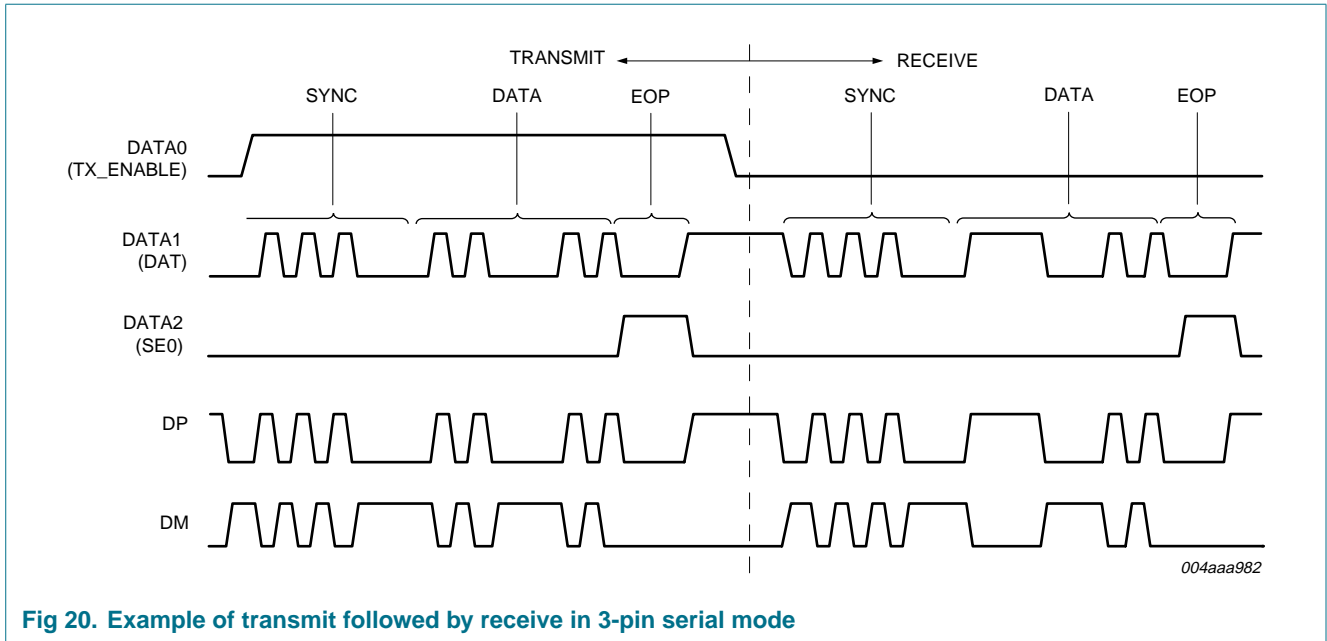 TRANSMIT
RECEIVE
SYNC
DATA
EOP
SYNC
DATA
EOP
DATA0
(TX_ENABLE)
DATA1
(DAT)
DATA2
(SE0)
DP
DM
004aaa982
Fig 20. Example of transmit followed by receive in 3-pin serial mode